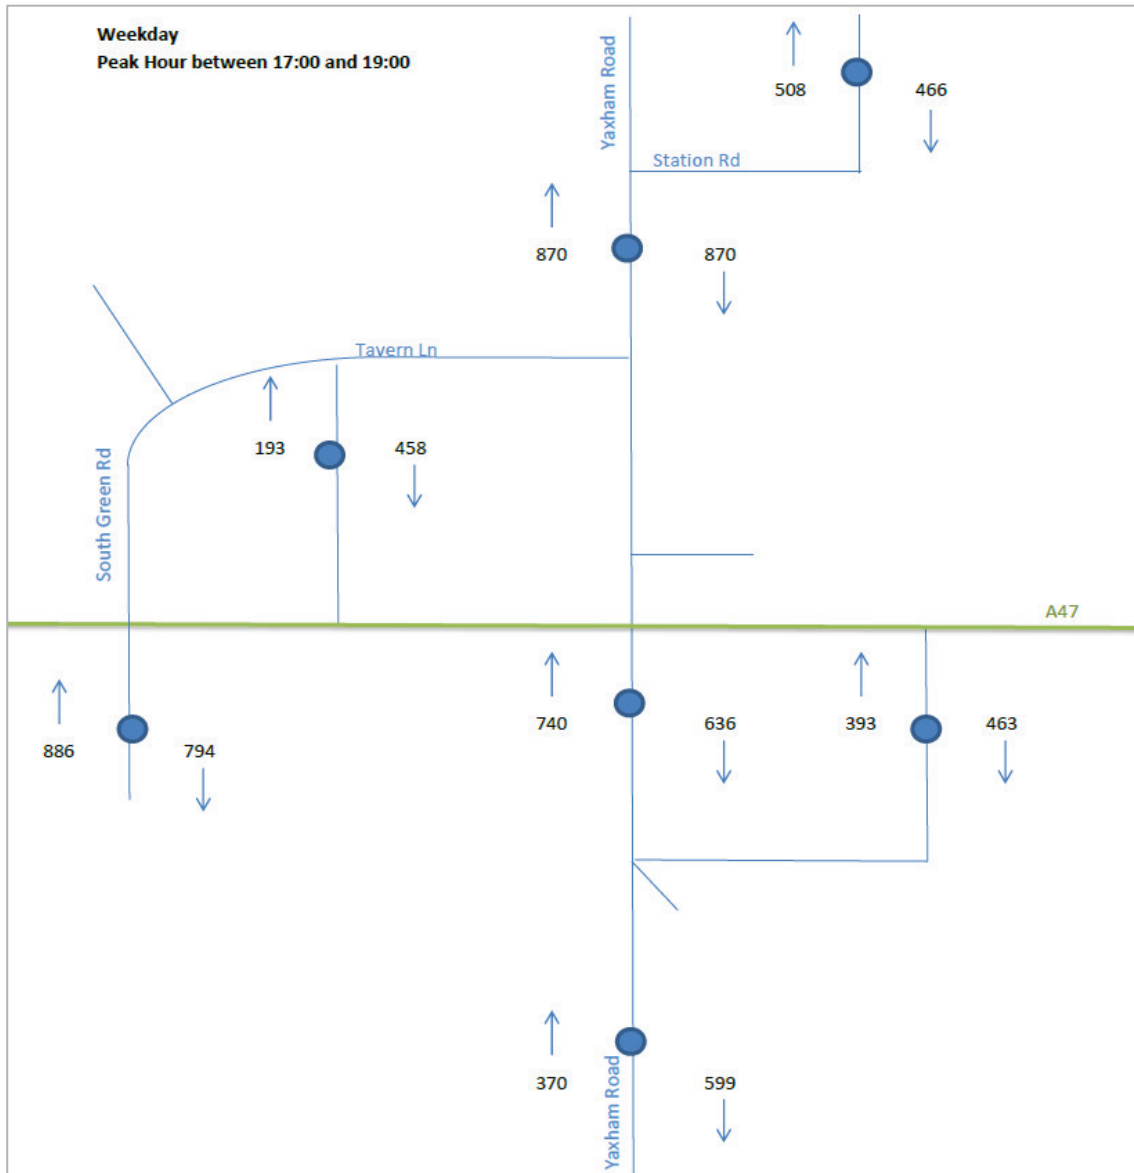 Weekday
Peak Hour between 17:00 and 19:00
Yaxham Road
508
466
Station Rd
870
870
Tavern Ln
193
458
South Green Rd
A47
740
636
393
463
886
794
370
599
Yaxham Road